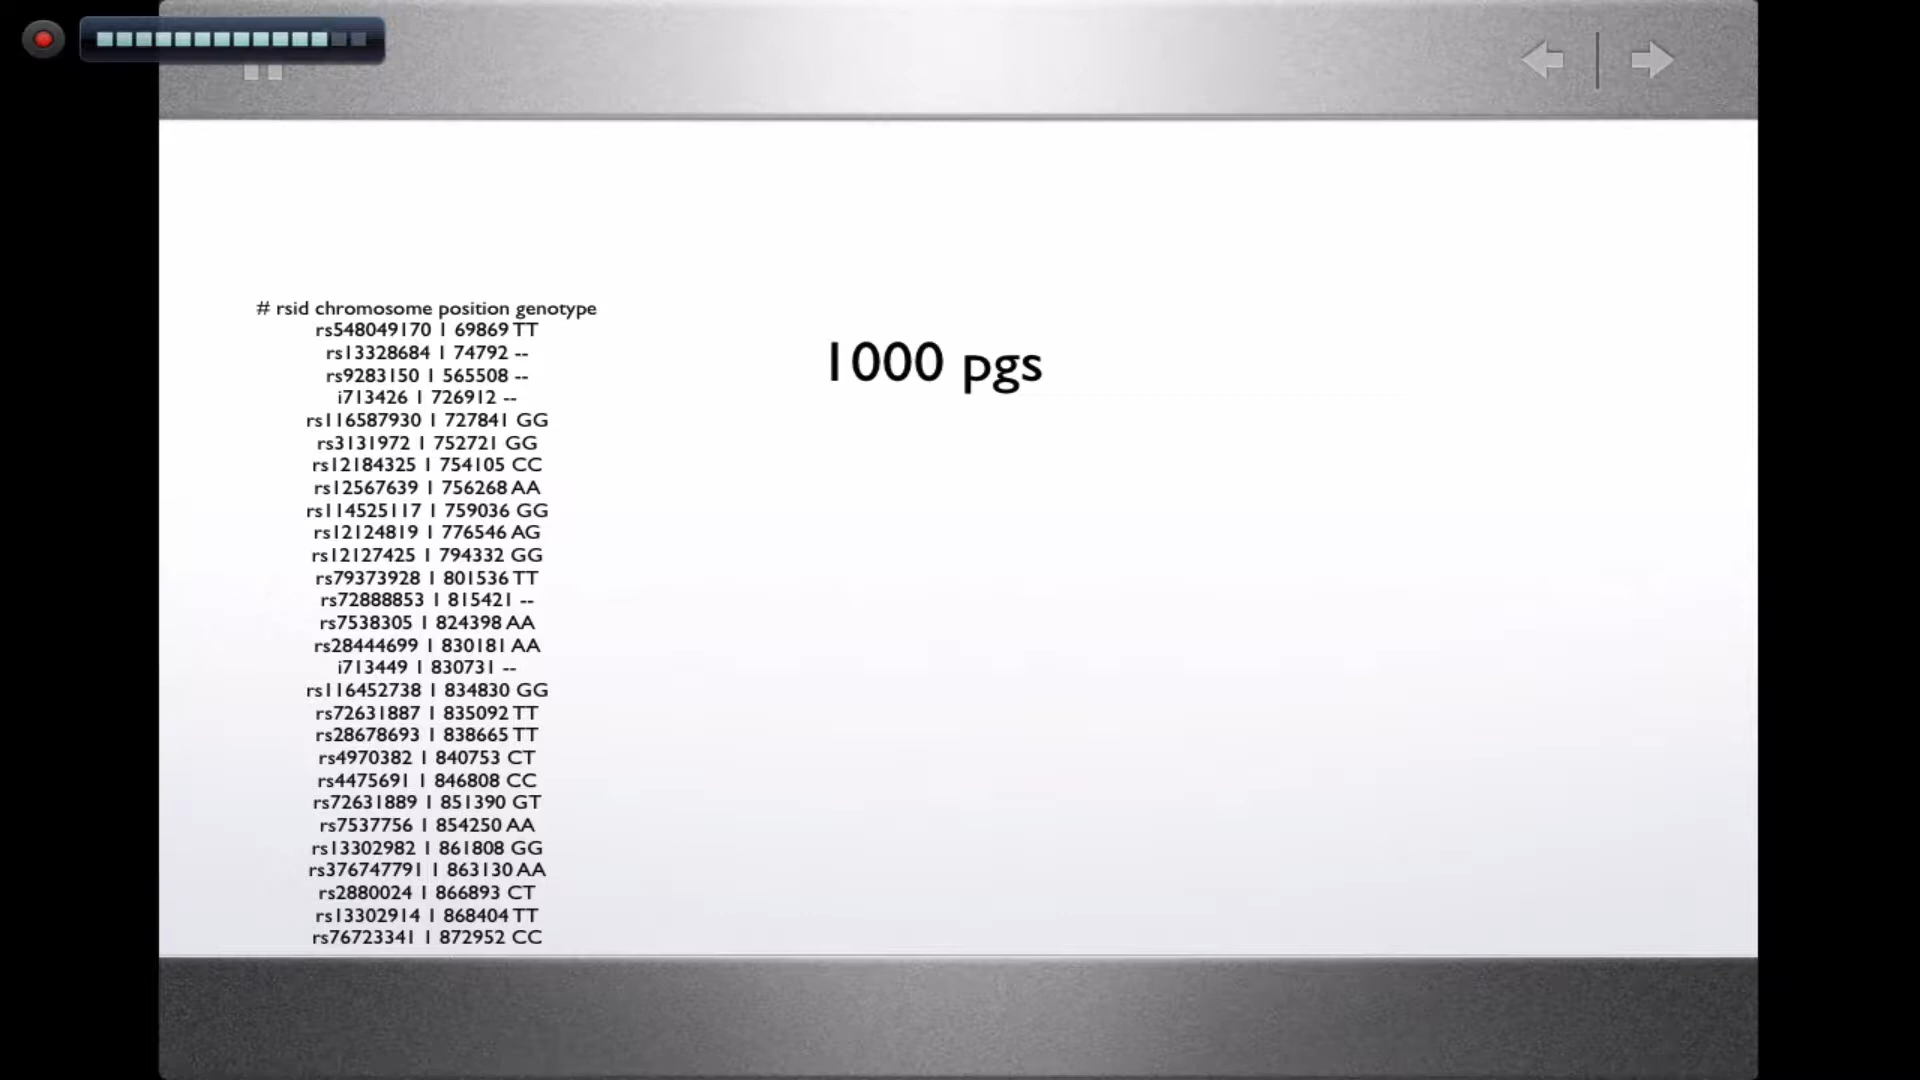 # rsid chromosome position genotype
rs548049170 1 69869 TT
rs13328684 1 74792 --
rs9283150 1 565508 --
i713426 1 726912 --
rs116587930 1 727841 GG
rs3131972 1 752721 GG
rs12184325 1 754105 CC
rs12567639 1 756268 AA
rs114525117 1 759036 GG
rs12124819 1 776546 AG
rs12127425 1 794332 GG
rs79373928 1 801536 TT
rs72888853 1 815421 --
rs7538305 1 824398 AA
rs28444699 1 830181 AA
i713449 1 830731 --
rs116452738 1 834830 GG
rs72631887 1 835092 TT
rs28678693 1 838665 TT
rs4970382 1 840753 CT
rs4475691 1 846808 CC
rs72631889 1 851390 GT
rs7537756 1 854250 AA
rs13302982 1 861808 GG
rs376747791 1 863130 AA
rs2880024 1 866893 CT
rs13302914 1 868404 TT
rs76723341 1 872952 CC
1000 pgs